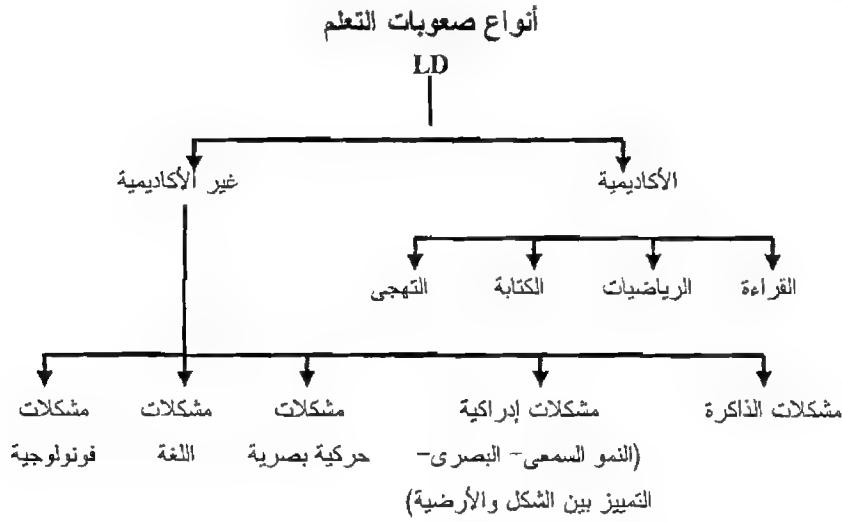 أنواع صعوبات التعلم
LD
الأكاديمية
غير الأكاديمية
القراءة
الرياضيات
الكتابة
التهجى
مشكلات الذاكرة
مشكلات إدراكية
(النمو السمعى- البصرى-
التمييز بين الشكل والأرضية)
مشكلات
حركية بصرية
مشكلات
اللغة
مشكلات
فونولوجية